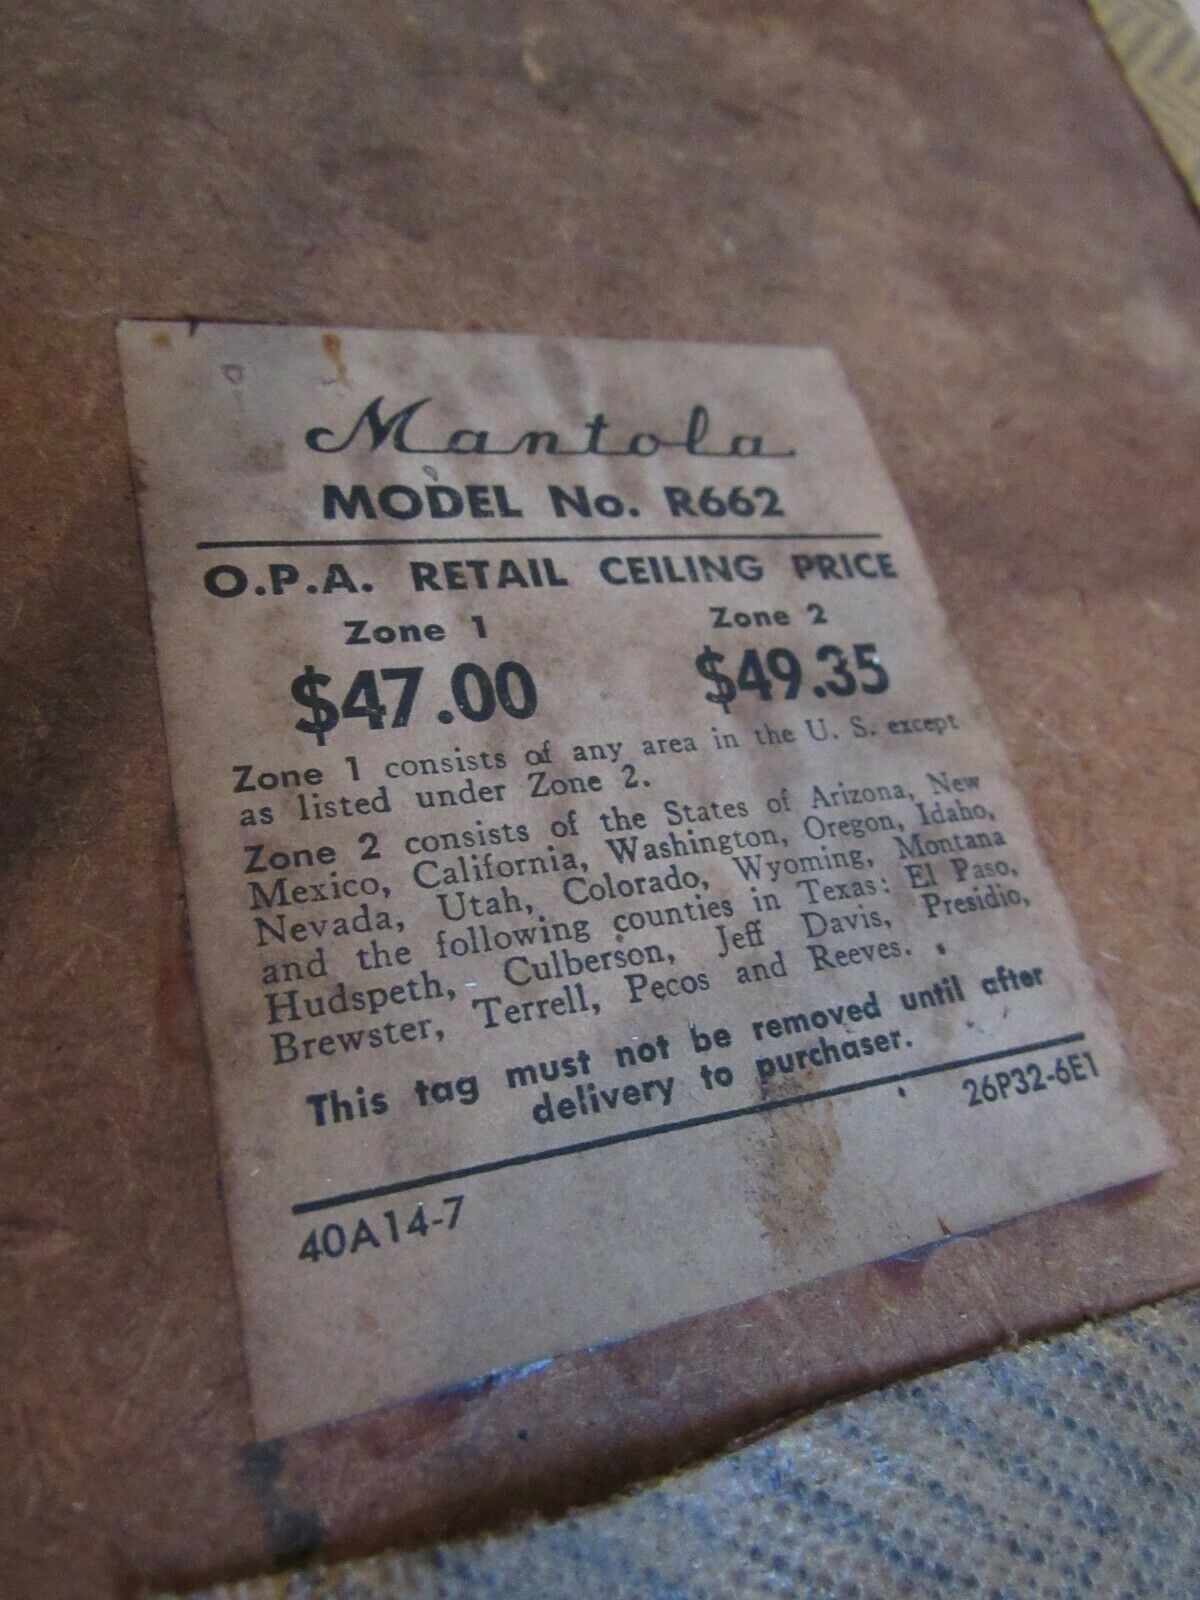 Mantola
MODEL No. R662
O.P.A. RETAIL CEILING PRICE
Zone 1 Zone 2
$47.00 $49.35
Zone 1 consists of any area in the U. S. except
as listed under Zone 2.
Zone 2 consists of the States of Arizona, New
Mexico, California, Washington, Oregon, Idaho,
Nevada, Utah, Colorado, Wyoming, Montana
and the following counties in Texas: El Paso,
Hudspeth, Culberson, Jeff Davis, Presidio,
Brewster, Terrell, Pecos and Reeves.
This tag must not be removed until after
delivery to purchaser.
26P32-6E1
40A14-7